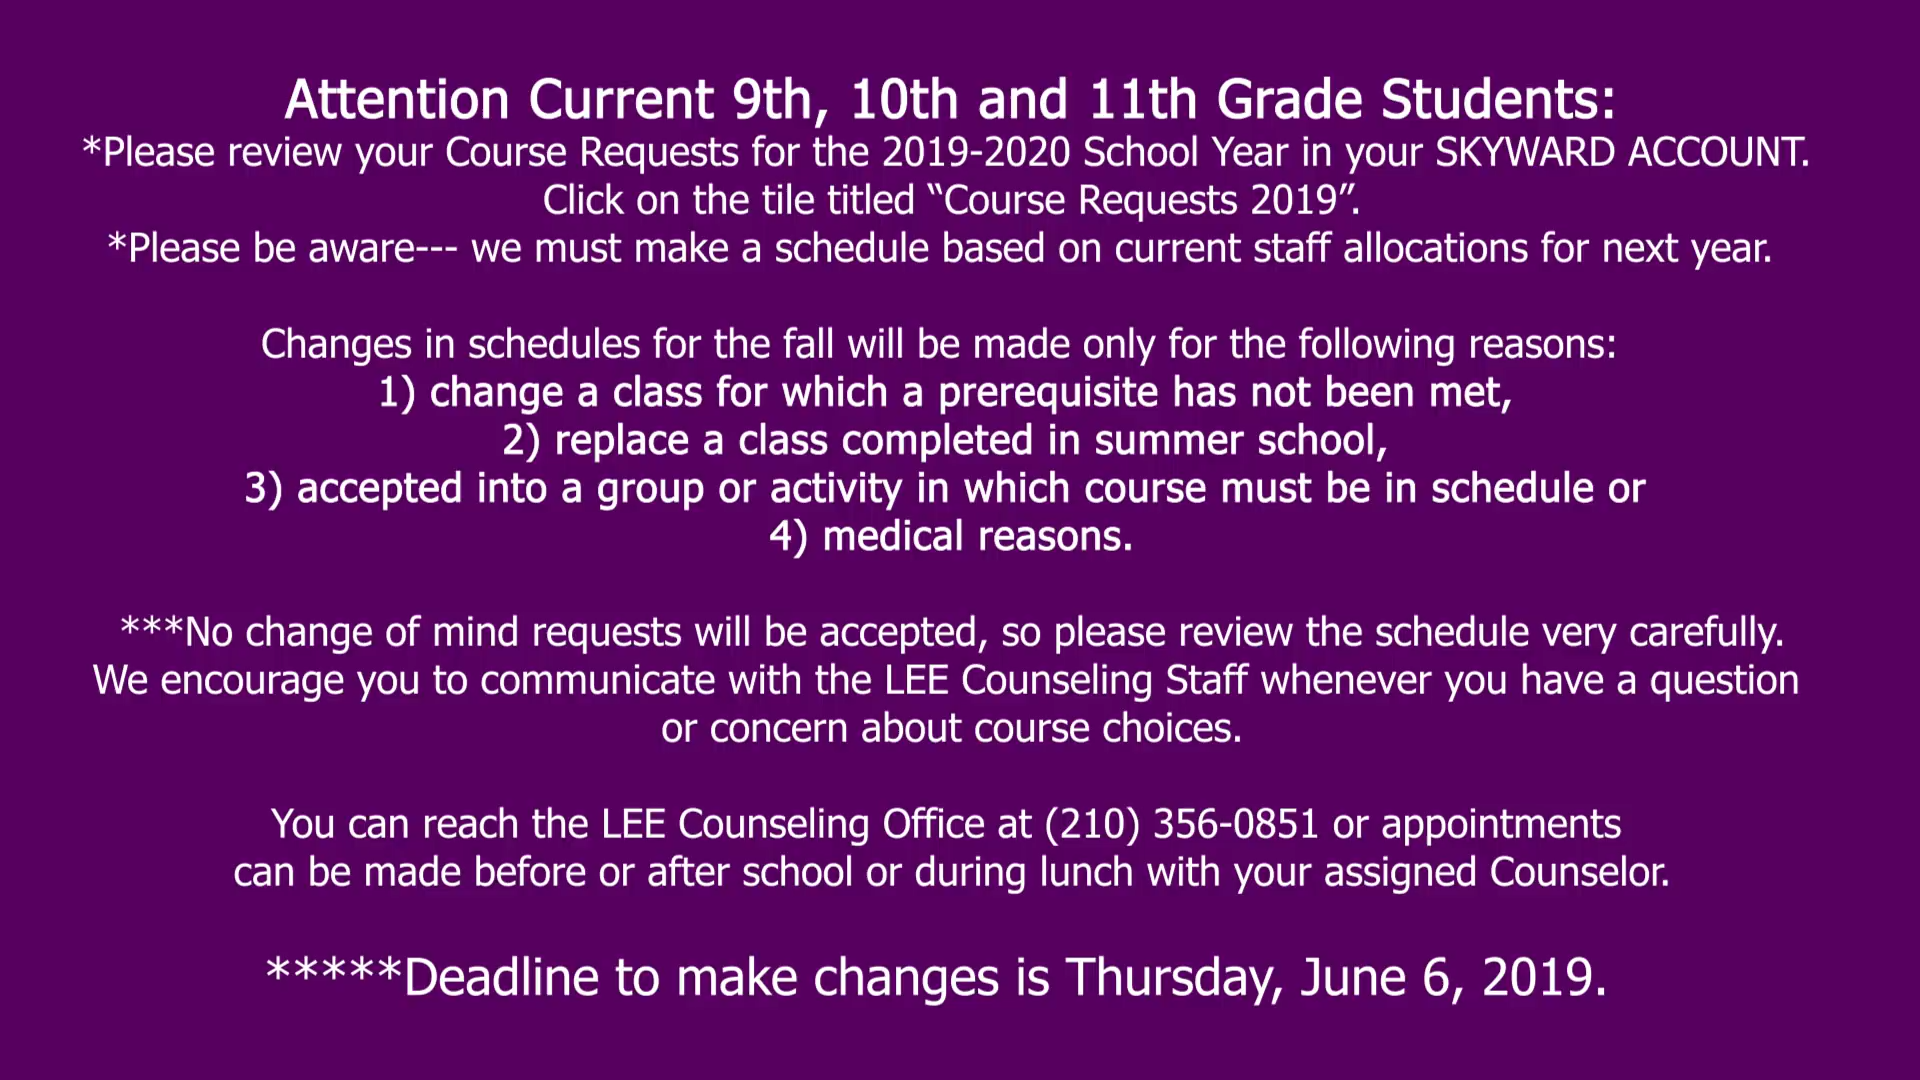 Attention Current 9th, 10th and 11th Grade Students:
*Please review your Course Requests for the 2019-2020 School Year in your SKYWARD ACCOUNT.
Click on the tile titled “Course Requests 2019”.
*Please be aware--- we must make a schedule based on current staff allocations for next year.
Changes in schedules for the fall will be made only for the following reasons:
1) change a class for which a prerequisite has not been met,
2) replace a class completed in summer school,
3) accepted into a group or activity in which course must be in schedule or
4) medical reasons.
***No change of mind requests will be accepted, so please review the schedule very carefully.
We encourage you to communicate with the LEE Counseling Staff whenever you have a question
or concern about course choices.
You can reach the LEE Counseling Office at (210) 356-0851 or appointments
can be made before or after school or during lunch with your assigned Counselor.
*****Deadline to make changes is Thursday, June 6, 2019.